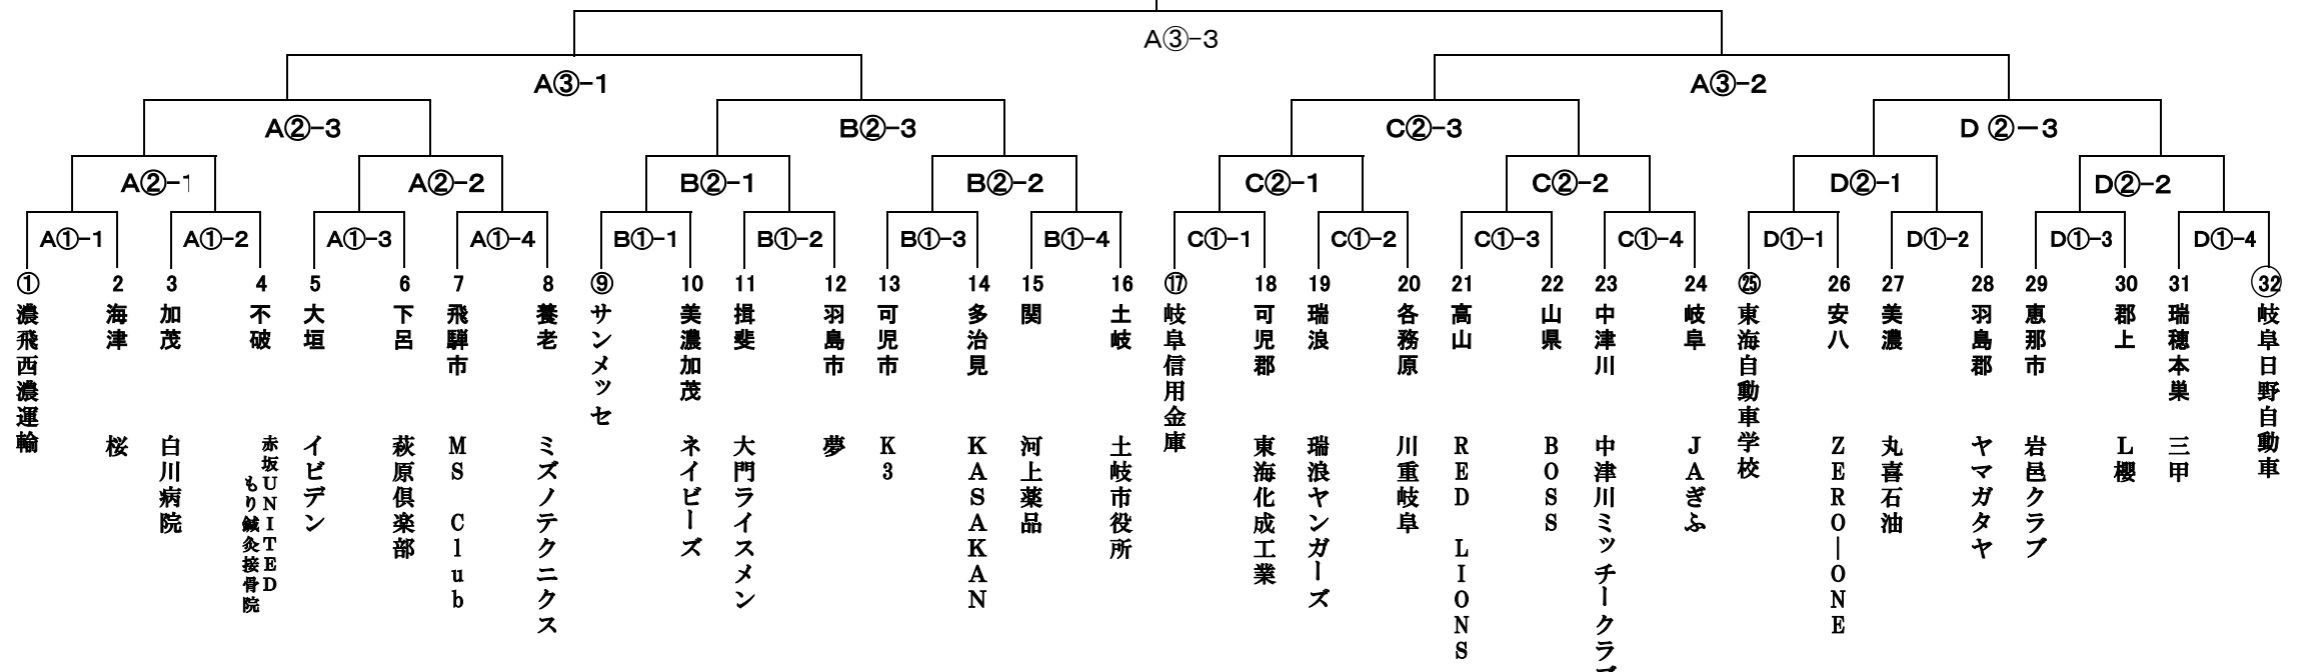 A③-3
A③-1
A③-2
A②-3
B②-3
C②-3
D ②-3
A②-1
A②-2
B②-1
B②-2
C②-1
C②-2
D②-1
D②-2
A①-1
A①-2
A①-3
A①-4
B①-1
B①-2
B①-3
B①-4
C①-1
C①-2
C①-3
C①-4
D①-1
D①-2
D①-3
D①-4
① 濃飛西濃運輸
2 海津 桜
3 加茂 白川病院
4 不破 赤坂UNITED
もり鍼灸接骨院
5 大垣 イビデン
6 下呂 萩原倶楽部
7 飛騨市 MS Club
8 養老 ミズノテクニクス
⑨ サンメッセ
10 美濃加茂 ネイビーズ
11 揖斐 大門ライスメン
12 羽島市 夢
13 可児市 K3
14 多治見 KASAKAN
15 関 河上薬品
16 土岐 土岐市役所
⑰ 岐阜信用金庫
18 可児郡 東海化成工業
19 瑞浪 瑞浪ヤンガーズ
20 各務原 川重岐阜
21 高山 RED LIONS
22 山県 BOSS
23 中津川 中津川ミッチークラブ
24 岐阜 JAぎふ
㉕ 東海自動車学校
26 安八 ZERO―ONE
27 美濃 丸喜石油
28 羽島郡 ヤマガタヤ
29 恵那市 岩邑クラブ
30 郡上 L櫻
31 瑞穂本巣 三甲
㉜ 岐阜日野自動車